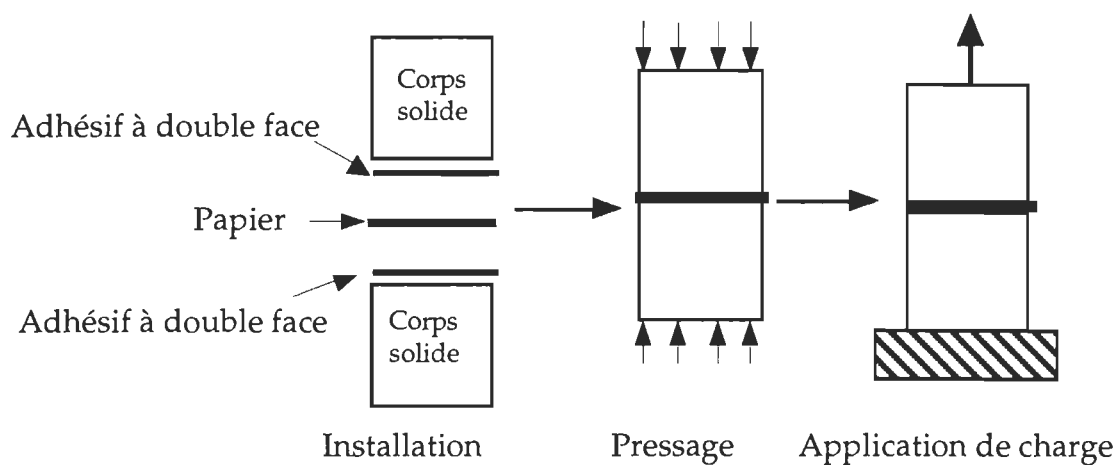 Corps
solide
Adhésif à double face
Papier
Adhésif à double face
Corps
solide
Installation
Pressage
Application de charge